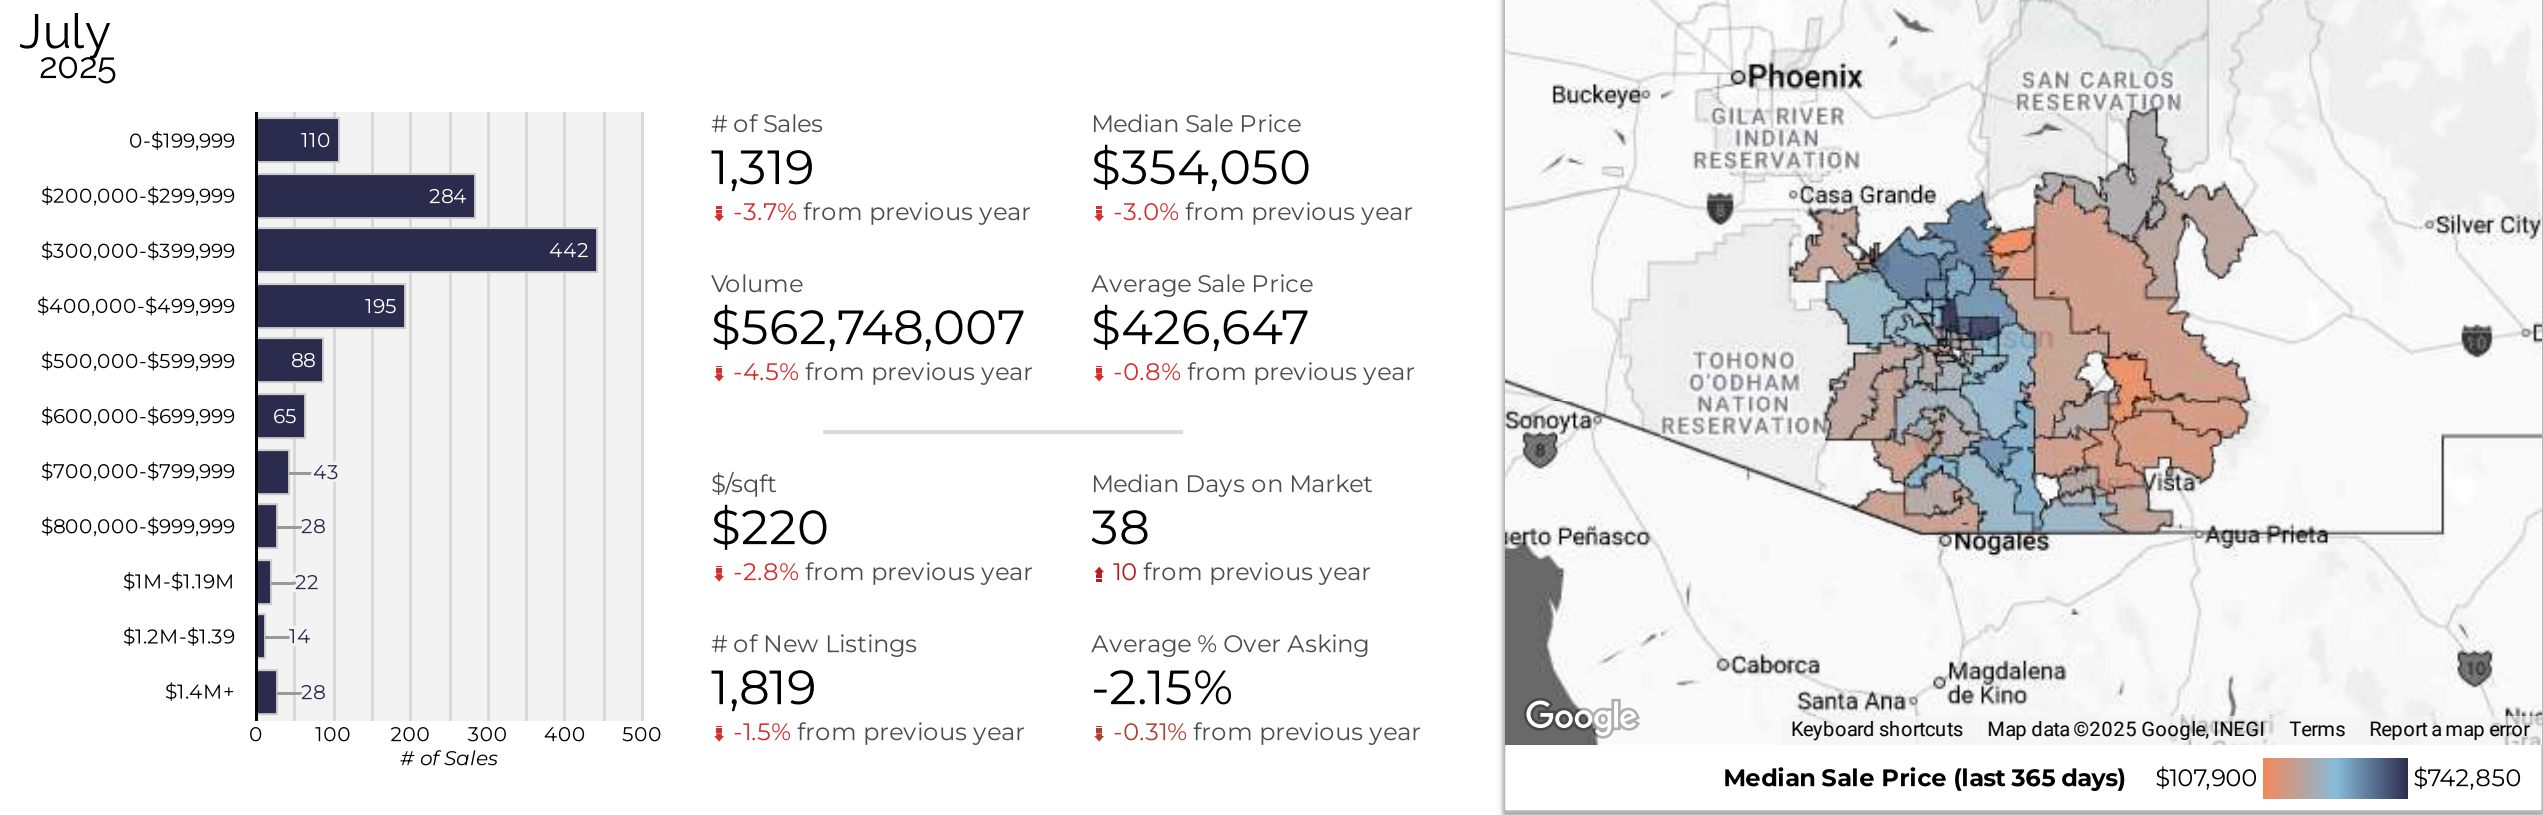 July
2025
0-$199,999
110
$200,000-$299,999
284
$300,000-$399,999
442
$400,000-$499,999
195
$500,000-$599,999
88
$600,000-$699,999
65
$700,000-$799,999
43
$800,000-$999,999
28
$1M-$1.19M
22
$1.2M-$1.39
14
$1.4M+
28
0 100 200 300 400 500
# of Sales
# of Sales
1,319
-3.7% from previous year
Median Sale Price
$354,050
-3.0% from previous year
Volume
$562,748,007
-4.5% from previous year
Average Sale Price
$426,647
-0.8% from previous year
$/sqft
$220
-2.8% from previous year
Median Days on Market
38
10 from previous year
# of New Listings
1,819
-1.5% from previous year
Average % Over Asking
-2.15%
-0.31% from previous year
Phoenix
Buckeye
SAN CARLOS
RESERVATION
GILA RIVER
INDIAN
RESERVATION
Casa Grande
8
Silver City
10
TOHONO
O'ODHAM
NATION
RESERVATION
Sonoyta
8
Vista
erto Peñasco
Nogales
Agua Prieta
Caborca
Magdalena
de Kino
Santa Ana
10
Google
Keyboard shortcuts Map data ©2025 Google, INEGI Terms Report a map error
Median Sale Price (last 365 days) $107,900 $742,850